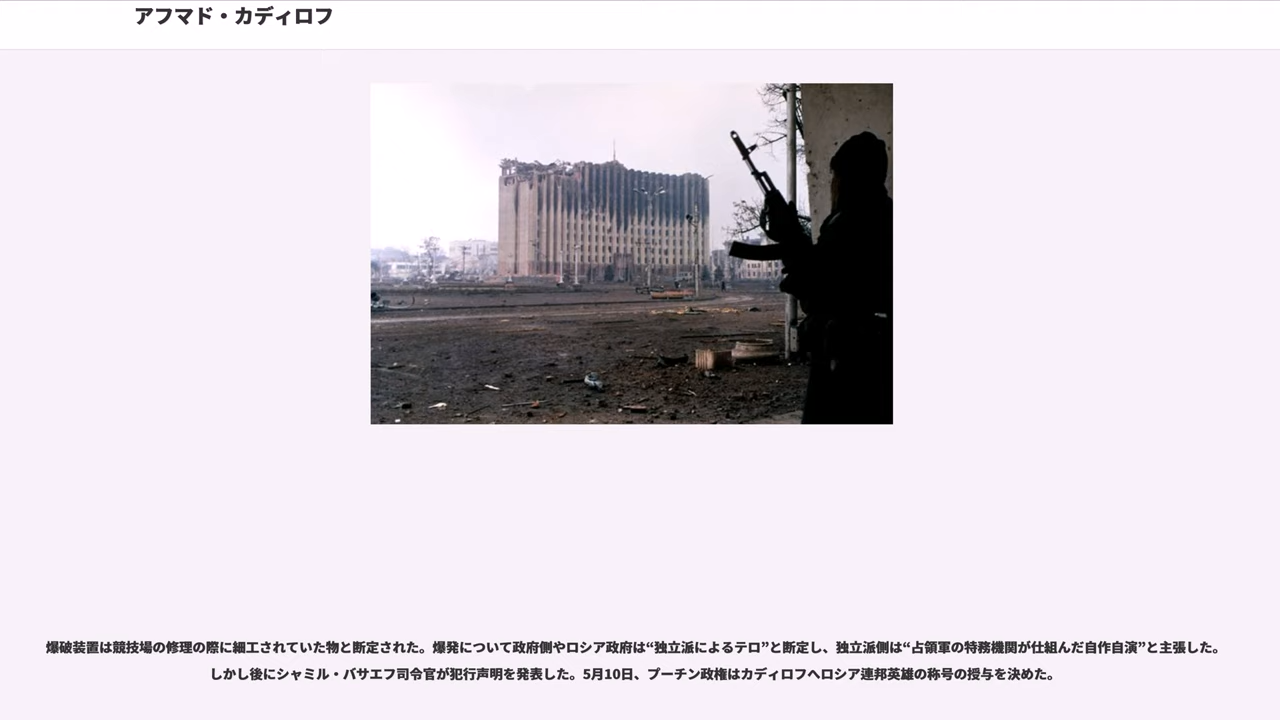 アフマド・カディロフ
爆破装置は競技場の修理の際に細工されていた物と断定された。爆発について政府側やロシア政府は“独立派によるテロ”と断定し、独立派側は“占領軍の特務機関が仕組んだ自作自演”と主張した。
しかし後にシャミル・バサエフ司令官が犯行声明を発表した。5月10日、プーチン政権はカディロフへロシア連邦英雄の称号の授与を決めた。